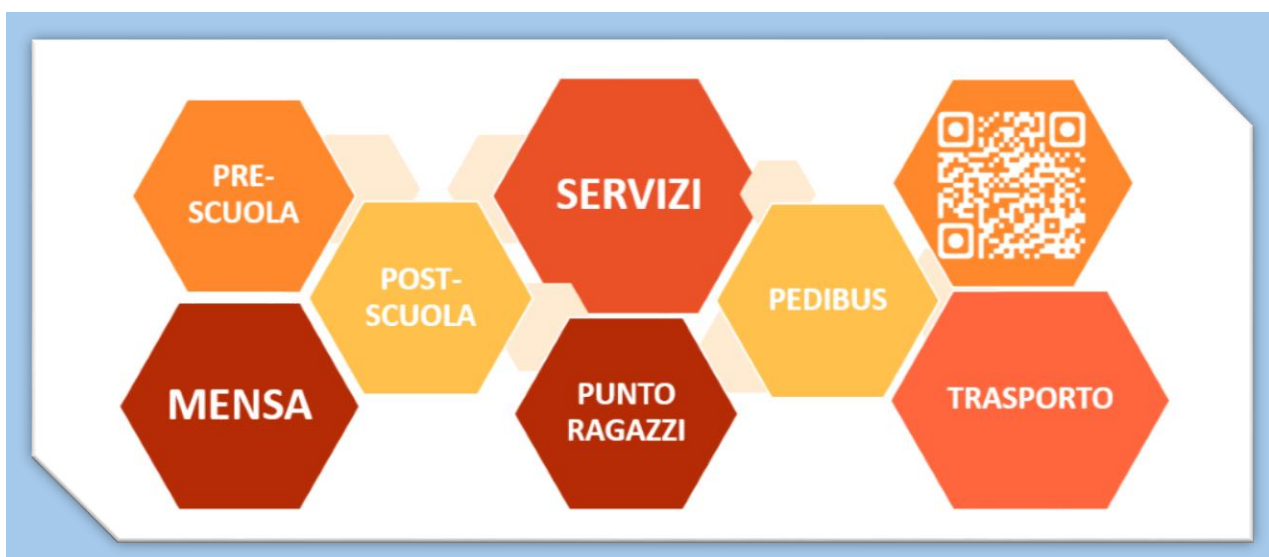 PRE-
SCUOLA
POST-
SCUOLA
SERVIZI
PEDIBUS
MENSA
PUNTO
RAGAZZI
TRASPORTO